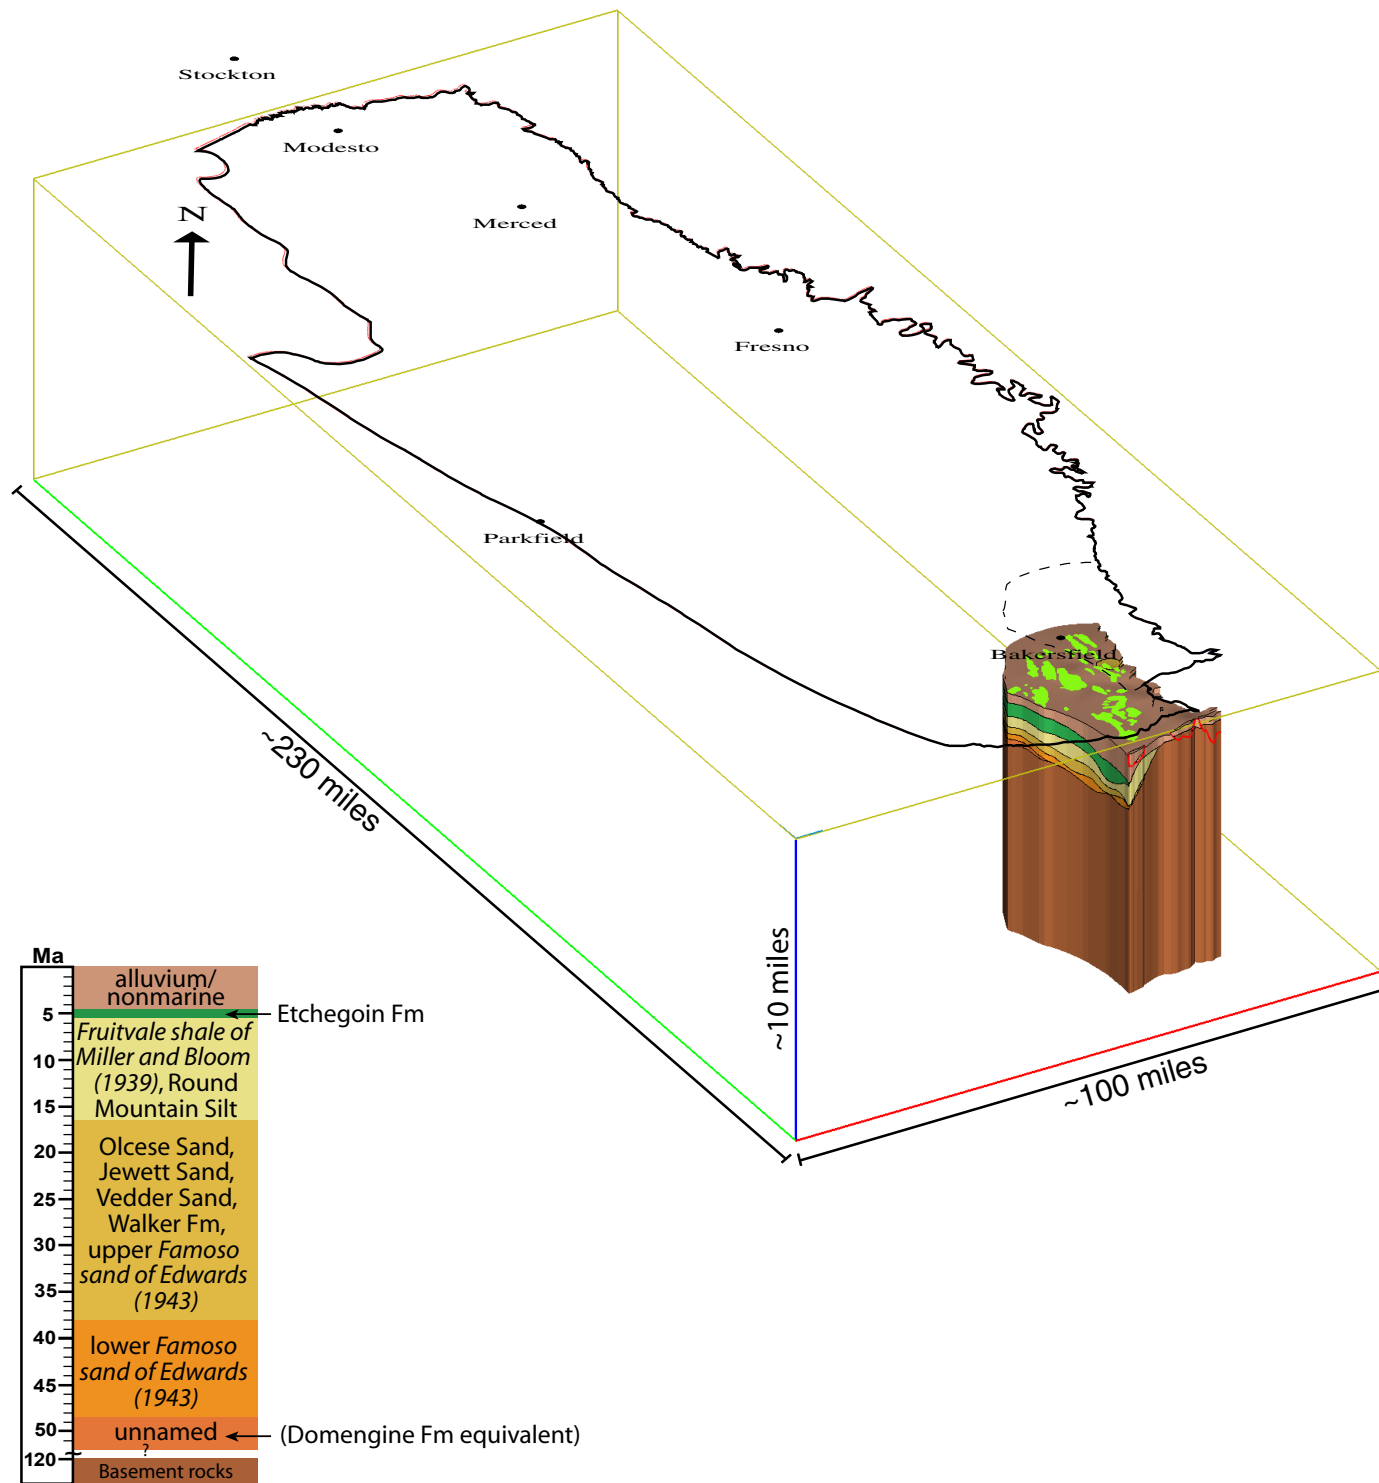 Stockton
Modesto
N
Merced
Fresno
Parkfield
Bakersfield
~230 miles
~10 miles
~100 miles
Ma
alluvium/
nonmarine
5
Etchegoin Fm
Fruitvale shale of
Miller and Bloom
10
(1939), Round
Mountain Silt
15
Olcese Sand,
20
Jewett Sand,
Vedder Sand,
25
Walker Fm,
30
upper Famoso
sand of Edwards
35
(1943)
40
lower Famoso
sand of Edwards
45
(1943)
50
unnamed
(Domengine Fm equivalent)
?
120
~
Basement rocks